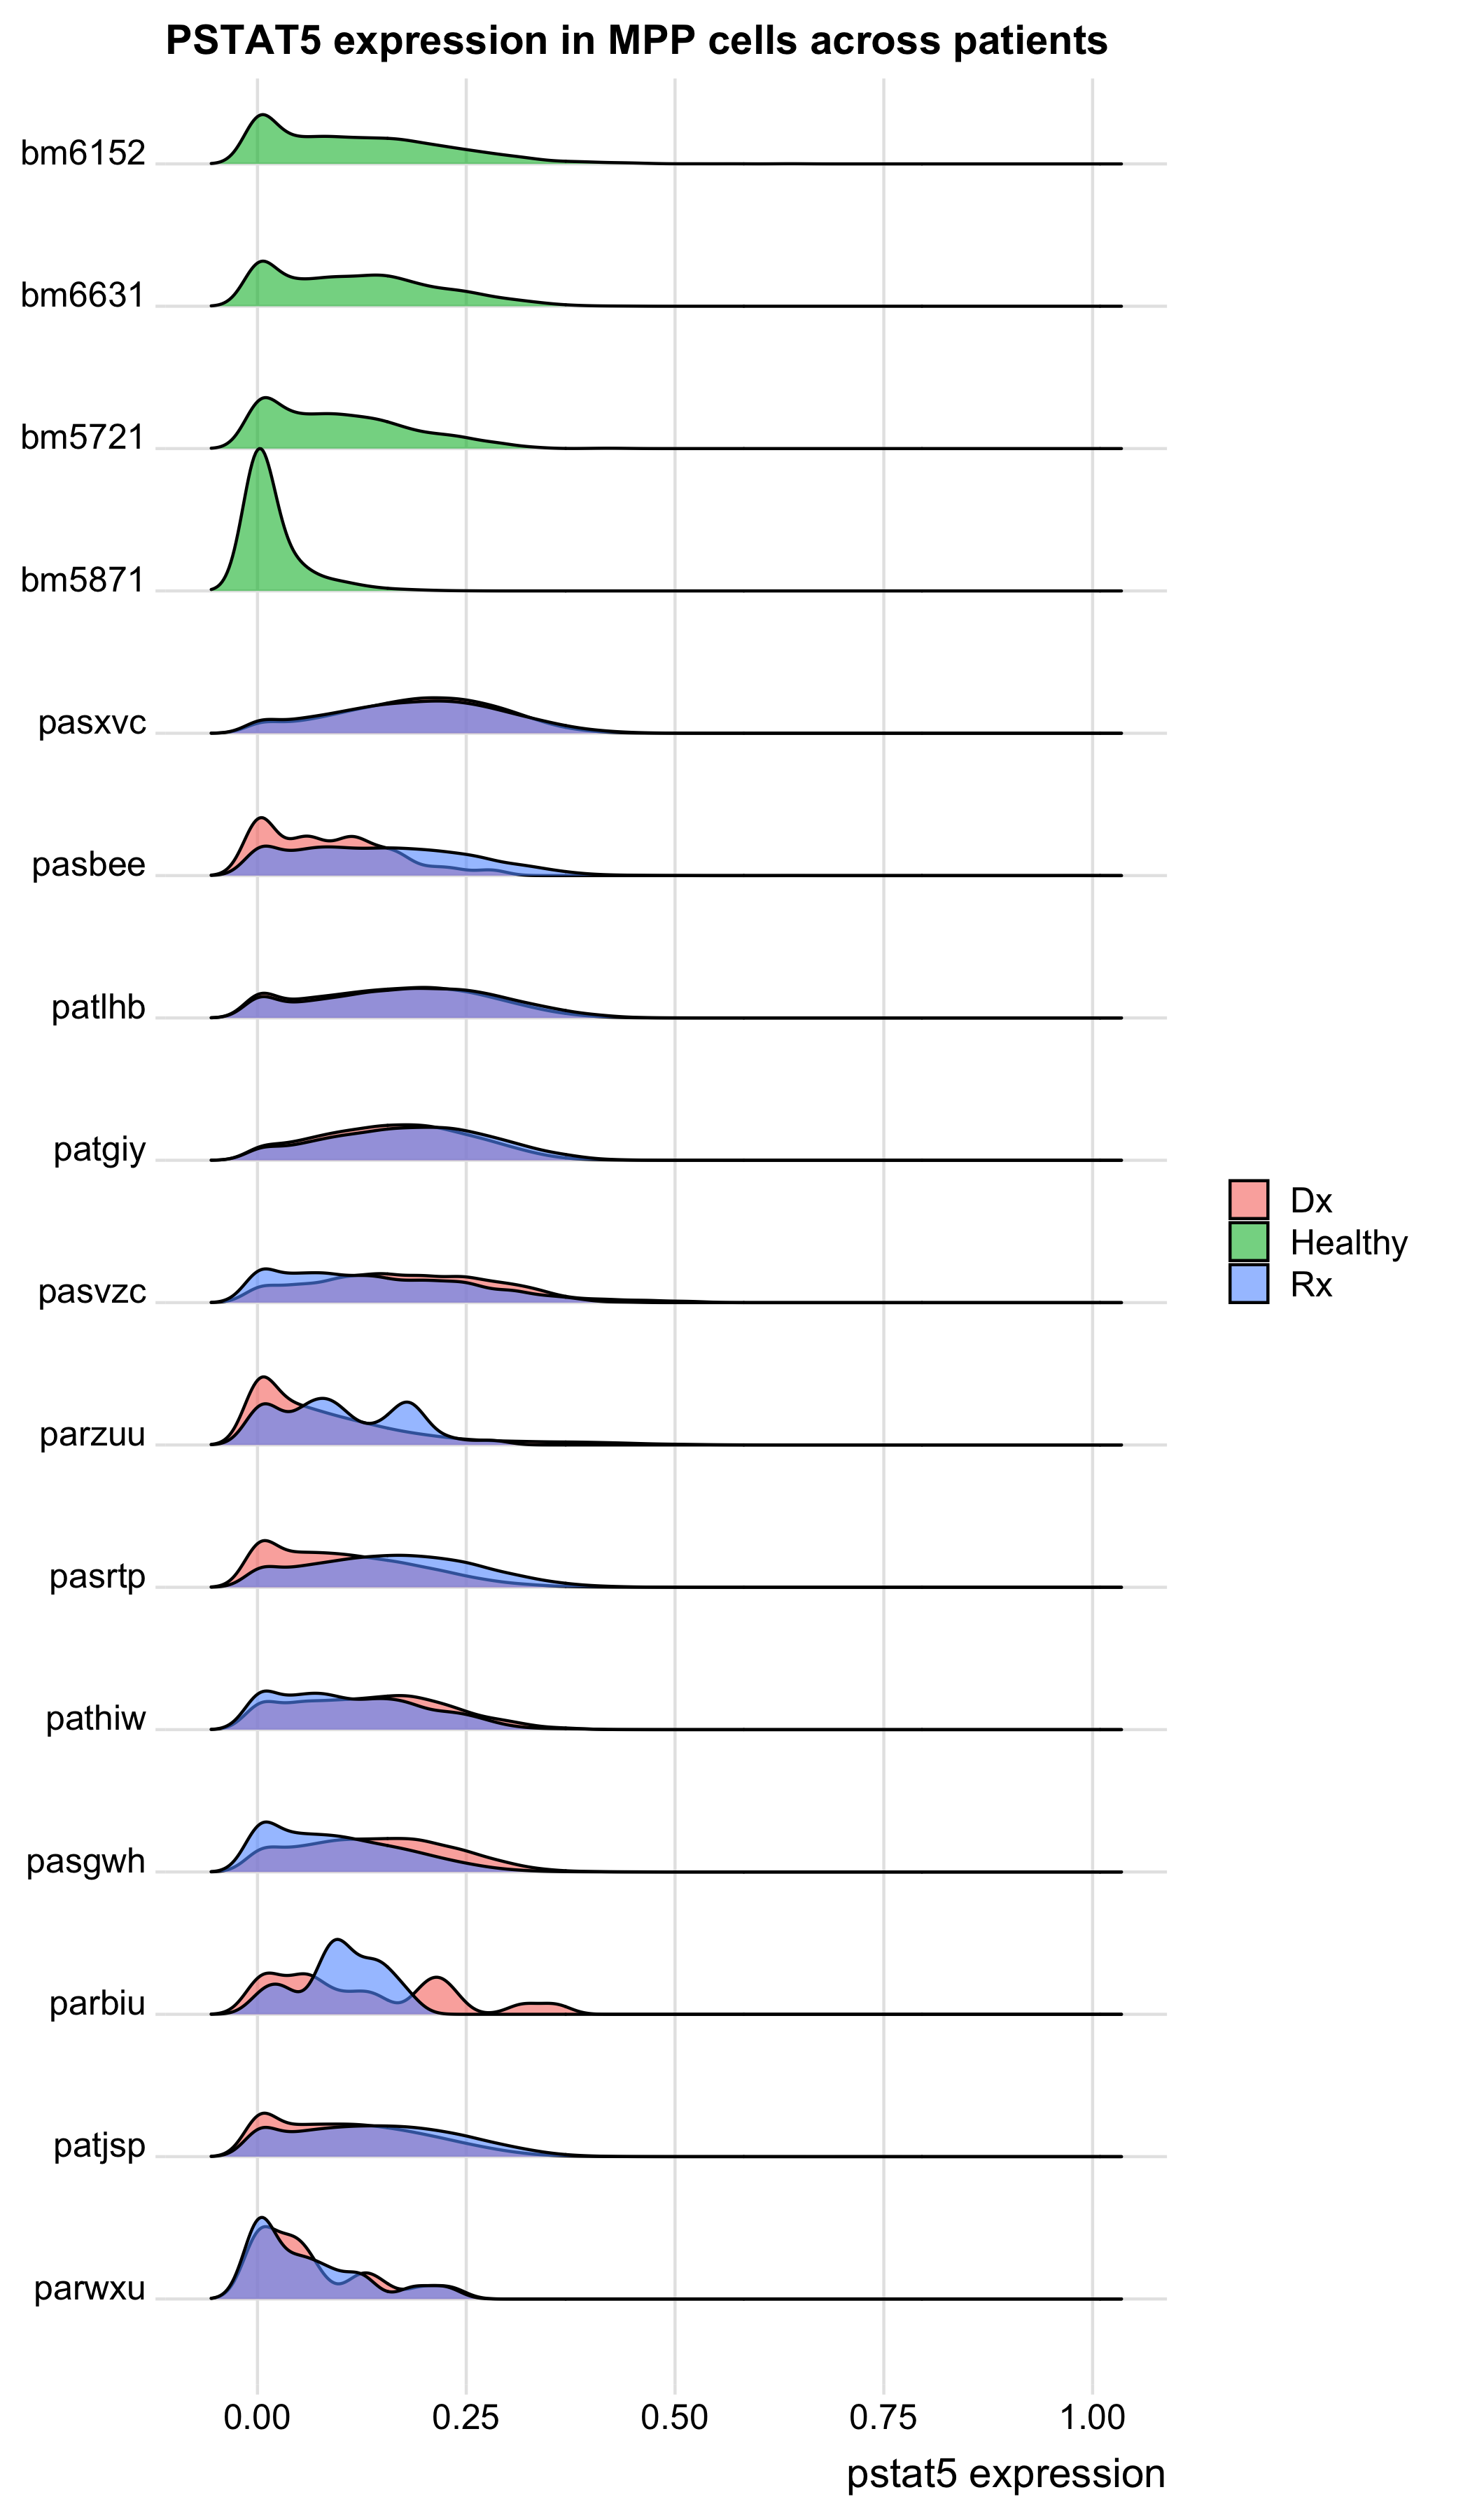 PSTAT5 expression in MPP cells across patients
bm6152
bm6631
bm5721
bm5871
pasxvc
pasbee
patlhb
patgiy
pasvzc
parzuu
pasrtp
pathiw
pasgwh
parbiu
patjsp
parwxu
Dx
Healthy
Rx
0.00 0.25 0.50 0.75 1.00
pstat5 expression